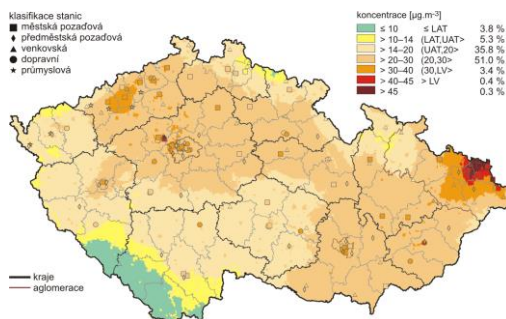 klasifikace stanic
městská pozaďová
předměstská pozaďová
venkovská
dopravní
průmyslová
koncentrace [µg.m-3]
≤ 10 ≤ LAT 3.8 %
> 10–14 (LAT,UAT> 5.3 %
> 14–20 (UAT,20> 35.8 %
> 20–30 (20,30> 51.0 %
> 30–40 (30,LV> 3.4 %
> 40–45 > LV 0.4 %
> 45 0.3 %
kraje
aglomerace